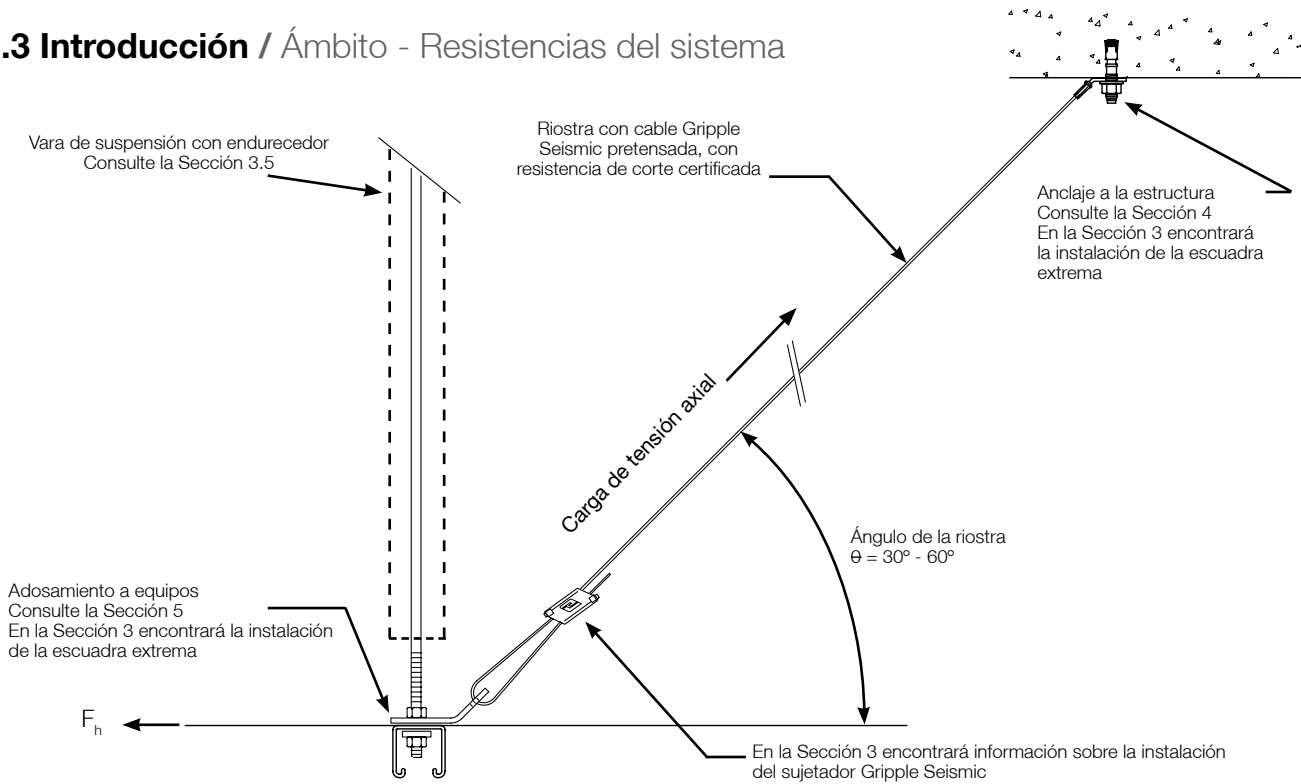 .3 Introducción / Ámbito - Resistencias del sistema
Vara de suspensión con endurecedor
Consulte la Sección 3.5
Riostra con cable Gripple
Seismic pretensada, con
resistencia de corte certificada
Anclaje a la estructura
Consulte la Sección 4
En la Sección 3 encontrará
la instalación de la escuadra
extrema
Carga de tensión axial
Ángulo de la riostra
θ = 30º - 60º
Adosamiento a equipos
Consulte la Sección 5
En la Sección 3 encontrará la instalación
de la escuadra extrema
Fh
En la Sección 3 encontrará información sobre la instalación
del sujetador Gripple Seismic